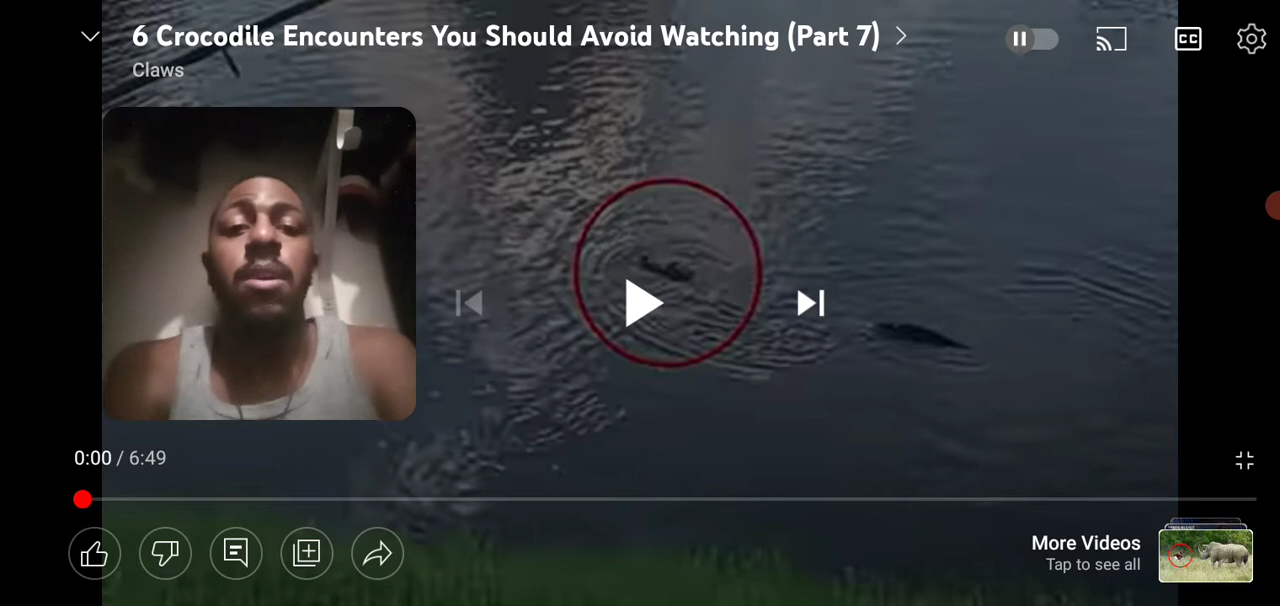 6 Crocodile Encounters You Should Avoid Watching (Part 7)
Claws
CC
0:00 / 6:49
More Videos
Tap to see all